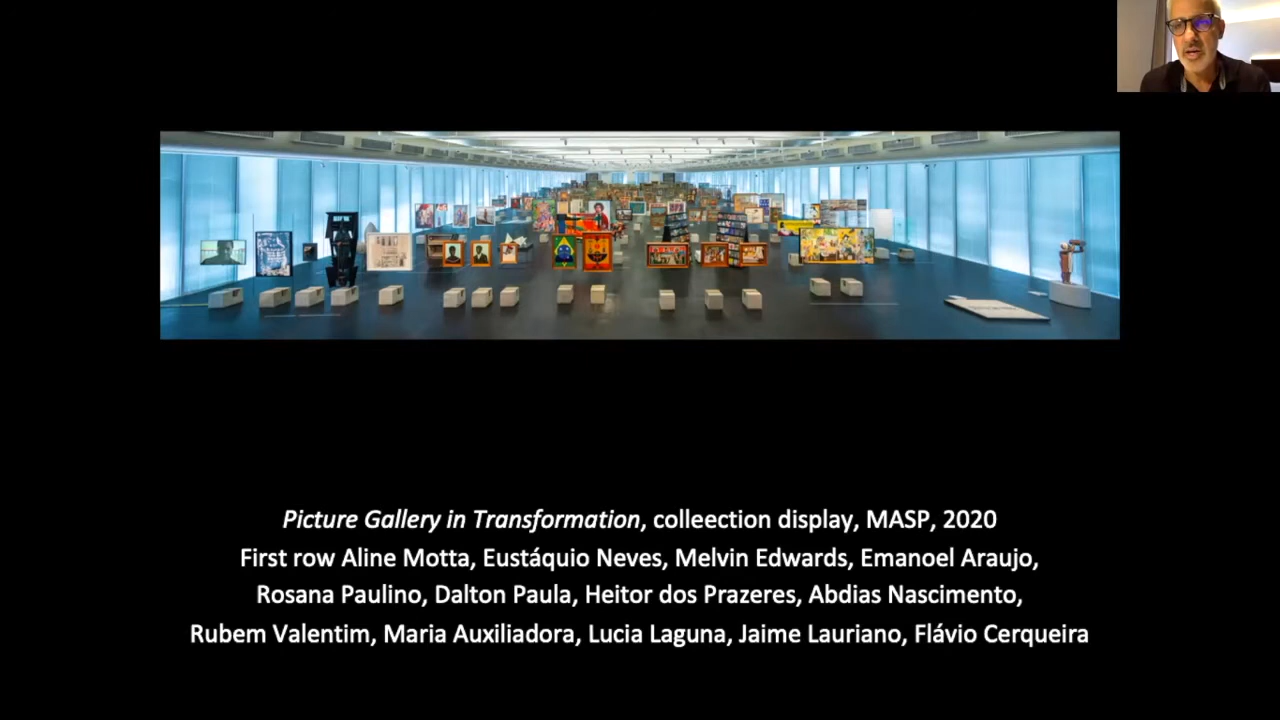 Picture Gallery in Transformation, colleection display, MASP, 2020
First row Aline Motta, Eustáquio Neves, Melvin Edwards, Emanoel Araujo,
Rosana Paulino, Dalton Paula, Heitor dos Prazeres, Abdias Nascimento,
Rubem Valentim, Maria Auxiliadora, Lucia Laguna, Jaime Lauriano, Flávio Cerqueira